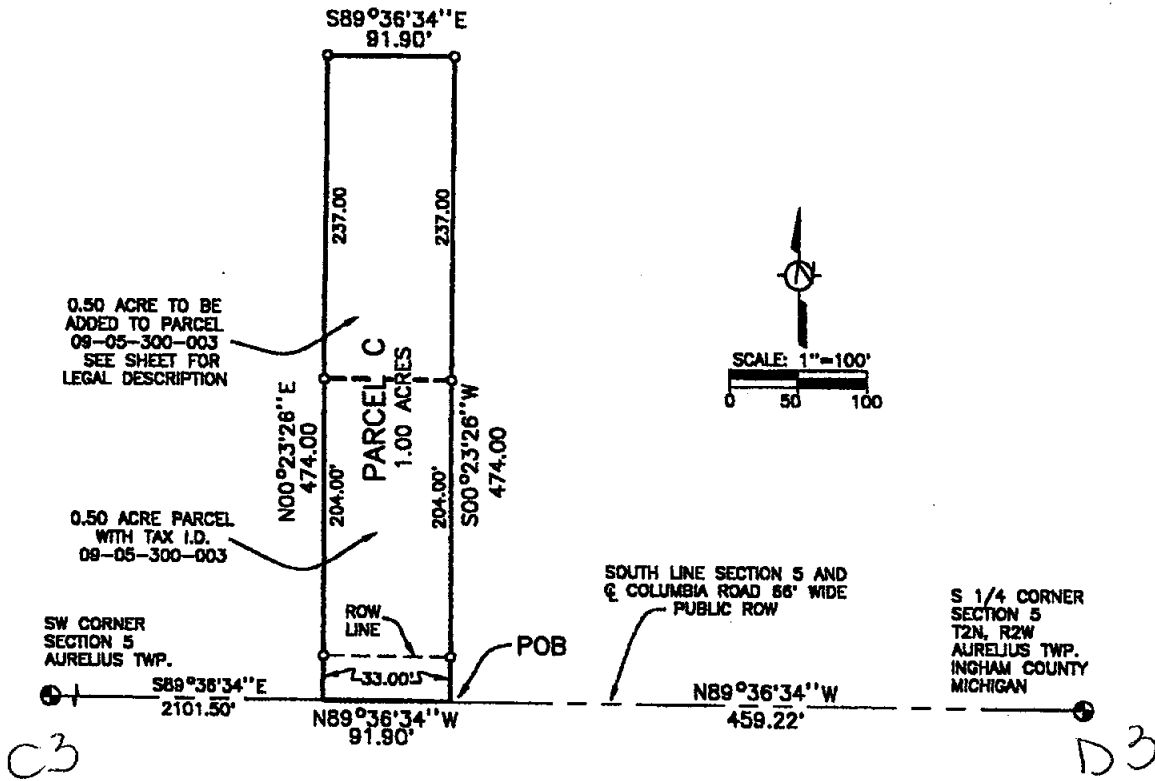 S89°36'34"E
91.90'
237.00
237.00
0.50 ACRE TO BE
ADDED TO PARCEL
09-05-300-003
SEE SHEET FOR
LEGAL DESCRIPTION
SCALE: 1"=100'
0 50 100
PARCEL C
1.00 ACRES
N00°23'26"E
474.00
204.00'
204.00'
S00°23'26"W
474.00
0.50 ACRE PARCEL
WITH TAX I.D.
09-05-300-003
ROW
LINE
33.00'
POB
SOUTH LINE SECTION 5 AND
℄ COLUMBIA ROAD 66' WIDE
PUBLIC ROW
SW CORNER
SECTION 5
AURELIUS TWP.
S 1/4 CORNER
SECTION 5
T2N, R2W
AURELIUS TWP.
INGHAM COUNTY
MICHIGAN
S89°36'34"E
2101.50'
N89°36'34"W
91.90'
N89°36'34"W
459.22'
C3
D3